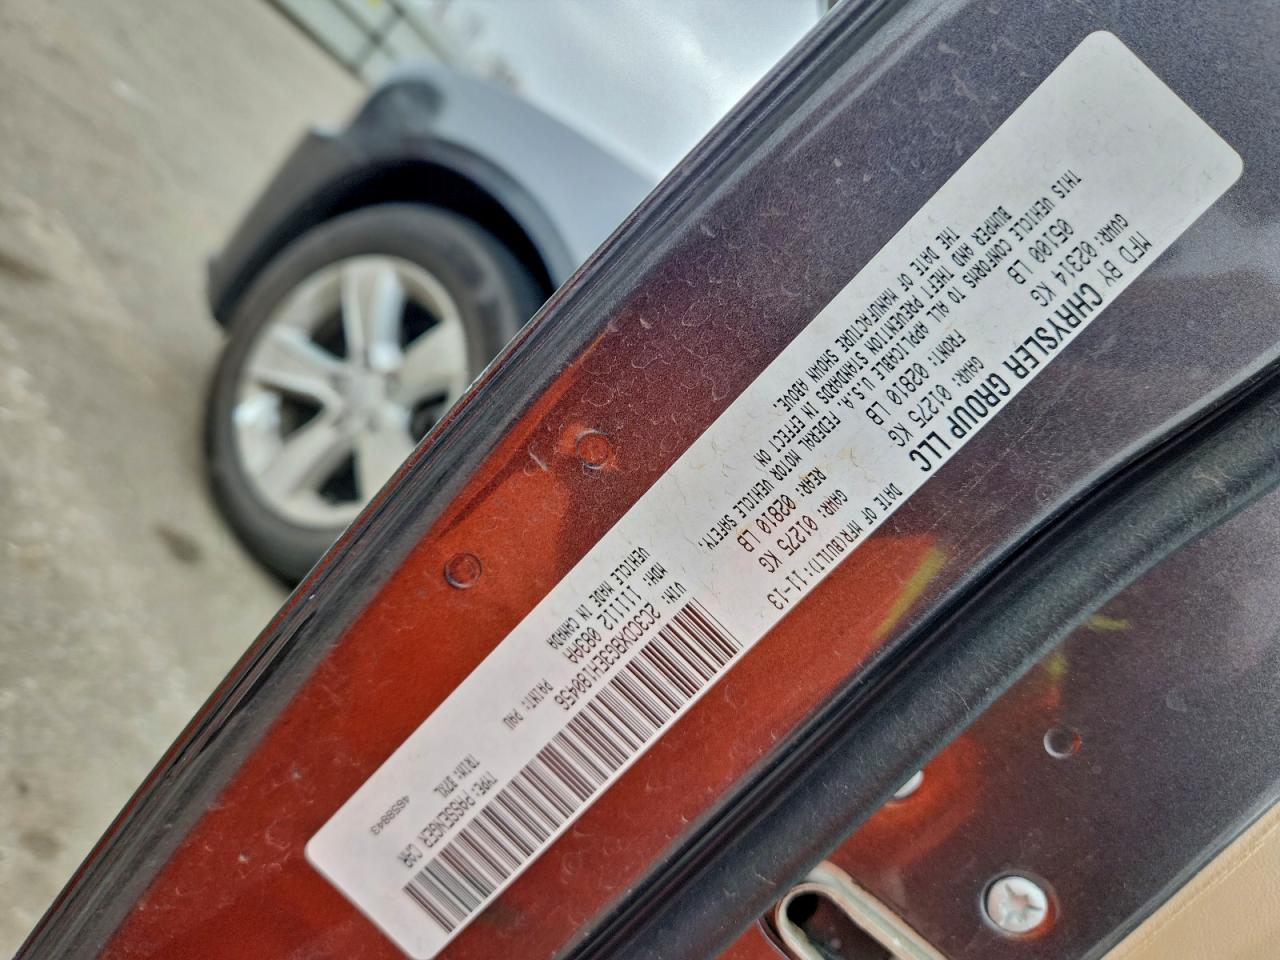 MFD BY CHRYSLER GROUP LLC
DATE OF MFR(BUILT):11-13
GVWR: 02314 KG
05100 LB
GAWR: 01275 KG
FRONT: 02810 LB
GAWR: 01275 KG
REAR: 02810 LB
THIS VEHICLE CONFORMS TO ALL APPLICABLE U.S.A. FEDERAL MOTOR VEHICLE SAFETY,
BUMPER AND THEFT PREVENTION STANDARDS IN EFFECT ON
THE DATE OF MANUFACTURE SHOWN ABOVE.
VIN: 2C3CDXBG3EH180456
TYPE: PASSENGER CAR
MDH: 111112 083AA
PAINT: PAU
VEHICLE MADE IN CANADA
4658843